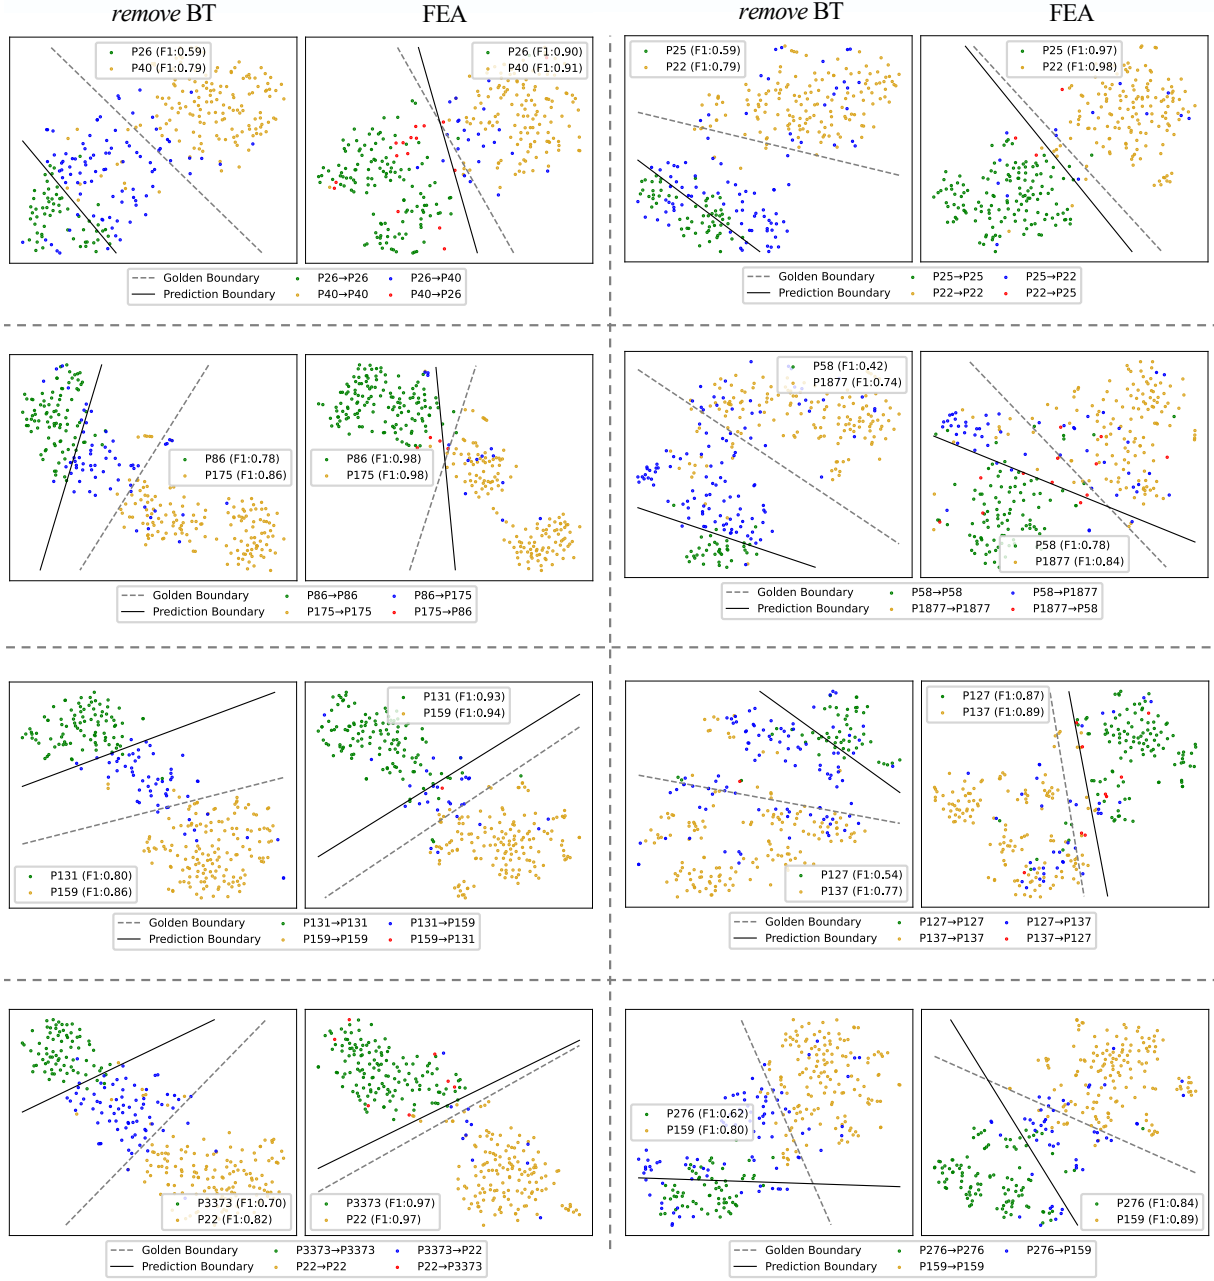 remove BT FEA remove BT FEA
P26 (F1:0.59)
P40 (F1:0.79)
P26 (F1:0.90)
P40 (F1:0.91)
Golden Boundary P26→P26 P26→P40
Prediction Boundary P40→P40 P40→P26
P25 (F1:0.59)
P22 (F1:0.79)
P25 (F1:0.97)
P22 (F1:0.98)
Golden Boundary P25→P25 P25→P22
Prediction Boundary P22→P22 P22→P25
P86 (F1:0.78)
P175 (F1:0.86)
P86 (F1:0.98)
P175 (F1:0.98)
Golden Boundary P86→P86 P86→P175
Prediction Boundary P175→P175 P175→P86
P58 (F1:0.42)
P1877 (F1:0.74)
P58 (F1:0.78)
P1877 (F1:0.84)
Golden Boundary P58→P58 P58→P1877
Prediction Boundary P1877→P1877 P1877→P58
P131 (F1:0.80)
P159 (F1:0.86)
P131 (F1:0.93)
P159 (F1:0.94)
Golden Boundary P131→P131 P131→P159
Prediction Boundary P159→P159 P159→P131
P127 (F1:0.54)
P137 (F1:0.77)
P127 (F1:0.87)
P137 (F1:0.89)
Golden Boundary P127→P127 P127→P137
Prediction Boundary P137→P137 P137→P127
P3373 (F1:0.70)
P22 (F1:0.82)
P3373 (F1:0.97)
P22 (F1:0.97)
Golden Boundary P3373→P3373 P3373→P22
Prediction Boundary P22→P22 P22→P3373
P276 (F1:0.62)
P159 (F1:0.80)
P276 (F1:0.84)
P159 (F1:0.89)
Golden Boundary P276→P276 P276→P159
Prediction Boundary P159→P159